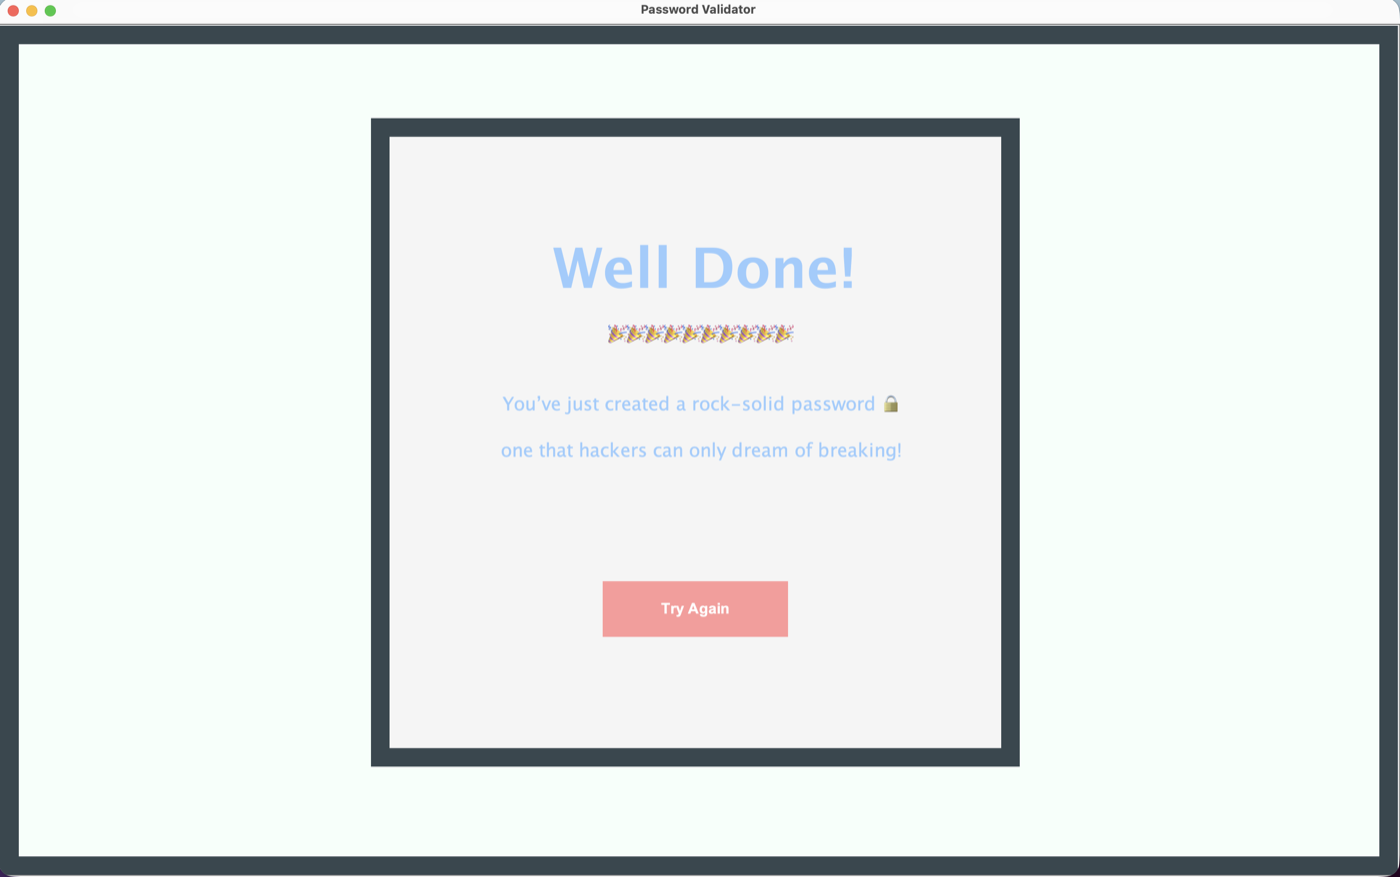 Password Validator
Well Done!
🎉🎉🎉🎉🎉🎉🎉🎉🎉🎉
You've just created a rock-solid password 🔒
one that hackers can only dream of breaking!
Try Again